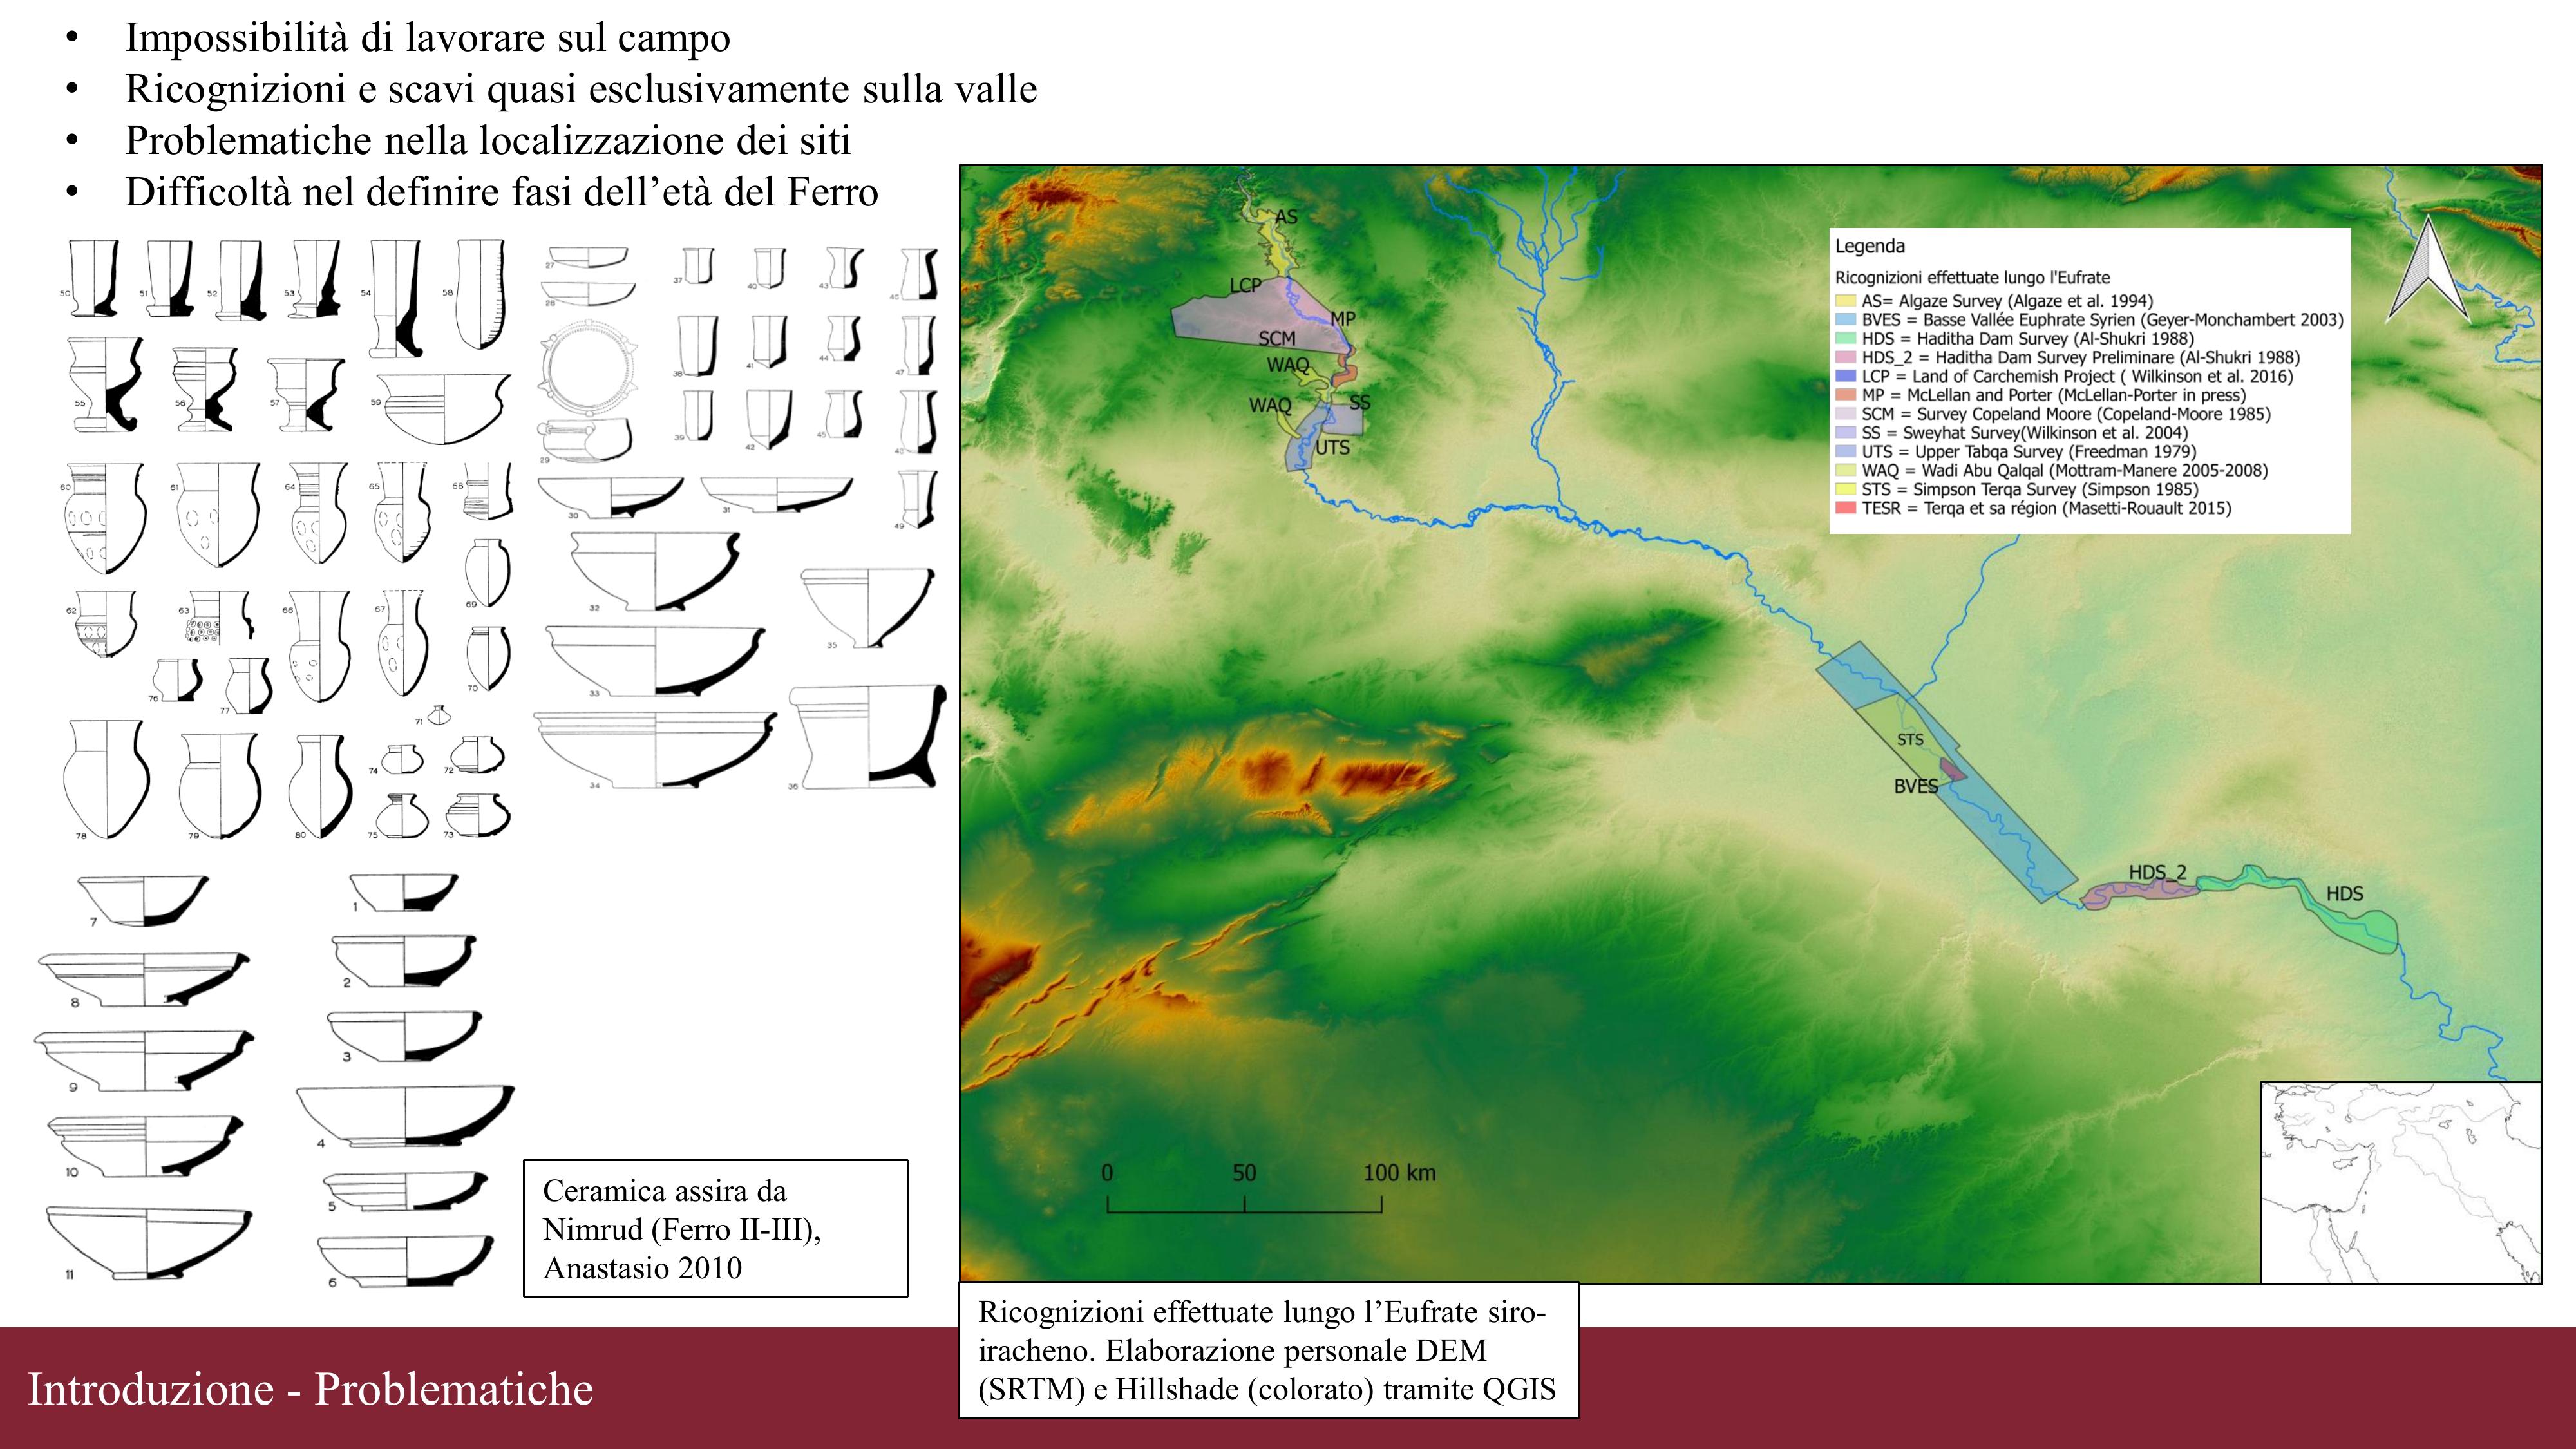 • Impossibilità di lavorare sul campo
• Ricognizioni e scavi quasi esclusivamente sulla valle
• Problematiche nella localizzazione dei siti
• Difficoltà nel definire fasi dell’età del Ferro
50 51 52 53 54 58
55 56 57 59
60 61 64 65 68
69
62 63 66 67
70
76 77
71
78 79 80 74 72
75 73
27
28
29
37 40 43 46
38 41 44 47
39 42 45 48
30 31 49
32
35
33
34 36
7 1
8 2
9 3
10 4
5
11 6
Ceramica assira da
Nimrud (Ferro II-III),
Anastasio 2010
AS
LCP
MP
SCM
WAQ
WAQ
SS
UTS
STS
BVES
HDS_2
HDS
Legenda
Ricognizioni effettuate lungo l'Eufrate
AS= Algaze Survey (Algaze et al. 1994)
BVES = Basse Vallée Euphrate Syrien (Geyer-Monchambert 2003)
HDS = Haditha Dam Survey (Al-Shukri 1988)
HDS_2 = Haditha Dam Survey Preliminare (Al-Shukri 1988)
LCP = Land of Carchemish Project ( Wilkinson et al. 2016)
MP = McLellan and Porter (McLellan-Porter in press)
SCM = Survey Copeland Moore (Copeland-Moore 1985)
SS = Sweyhat Survey(Wilkinson et al. 2004)
UTS = Upper Tabqa Survey (Freedman 1979)
WAQ = Wadi Abu Qalqal (Mottram-Manere 2005-2008)
STS = Simpson Terqa Survey (Simpson 1985)
TESR = Terqa et sa région (Masetti-Rouault 2015)
0 50 100 km
Ricognizioni effettuate lungo l’Eufrate siro-
iracheno. Elaborazione personale DEM
(SRTM) e Hillshade (colorato) tramite QGIS
Introduzione - Problematiche